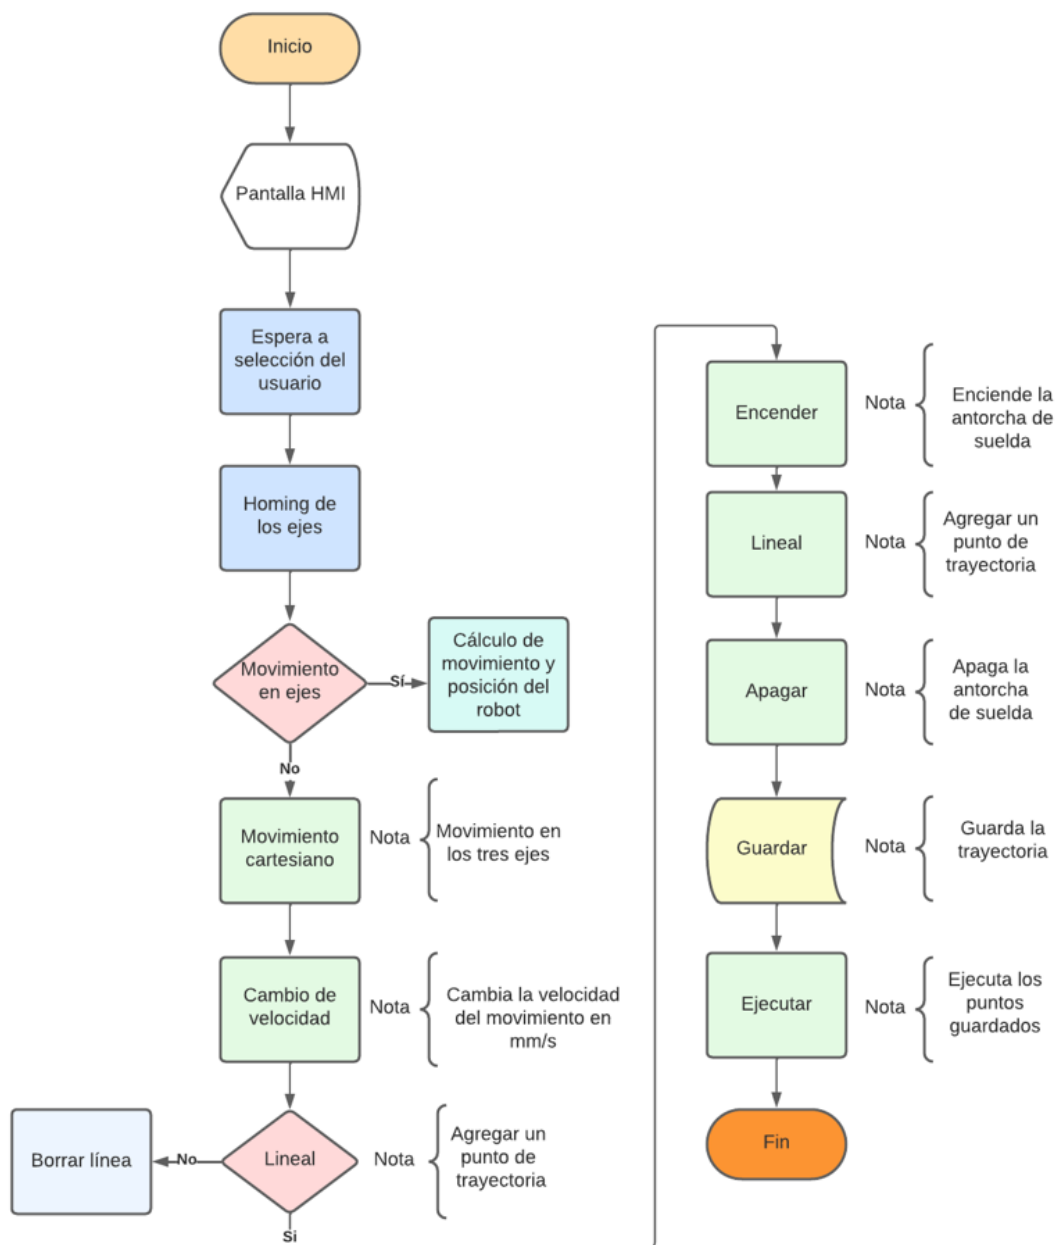 Inicio
Pantalla HMI
Espera a
selección del
usuario
Homing de
los ejes
Movimiento
en ejes
Sí
Cálculo de
movimiento y
posición del
robot
No
Movimiento
cartesiano
Nota
Movimiento en
los tres ejes
Cambio de
velocidad
Nota
Cambia la velocidad
del movimiento en
mm/s
Lineal
No
Borrar línea
Nota
Agregar un
punto de
trayectoria
Si
Encender
Nota
Enciende la
antorcha de
suelda
Lineal
Nota
Agregar un
punto de
trayectoria
Apagar
Nota
Apaga la
antorcha
de suelda
Guardar
Nota
Guarda la
trayectoria
Ejecutar
Nota
Ejecuta los
puntos
guardados
Fin